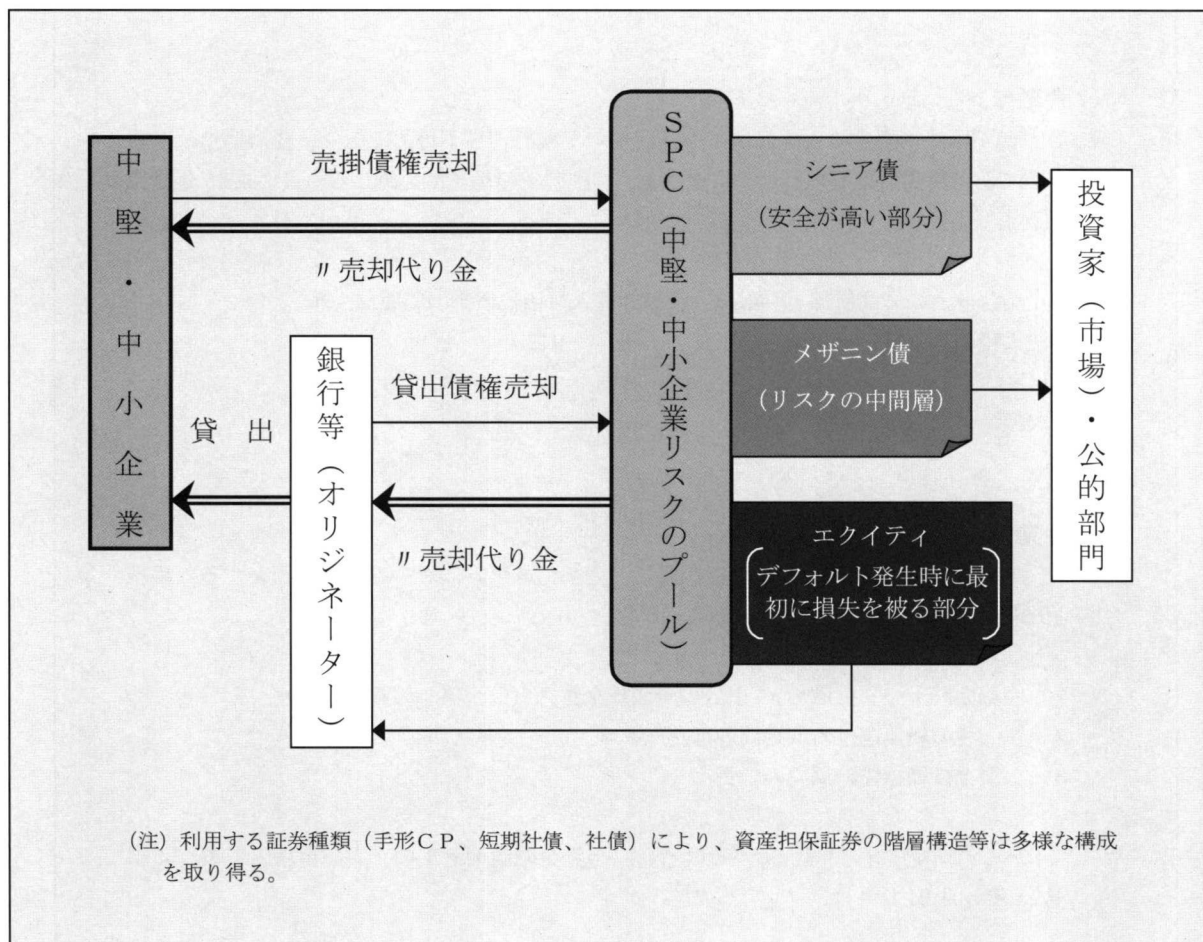 中堅・中小企業
売掛債権売却
〃売却代り金
貸 出
銀行等（オリジネーター）
貸出債権売却
〃売却代り金
ＳＰＣ（中堅・中小企業リスクのプール）
シニア債
（安全が高い部分）
メザニン債
（リスクの中間層）
エクイティ
デフォルト発生時に最
初に損失を被る部分
投資家（市場）・公的部門
（注）利用する証券種類（手形ＣＰ、短期社債、社債）により、資産担保証券の階層構造等は多様な構成
を取り得る。